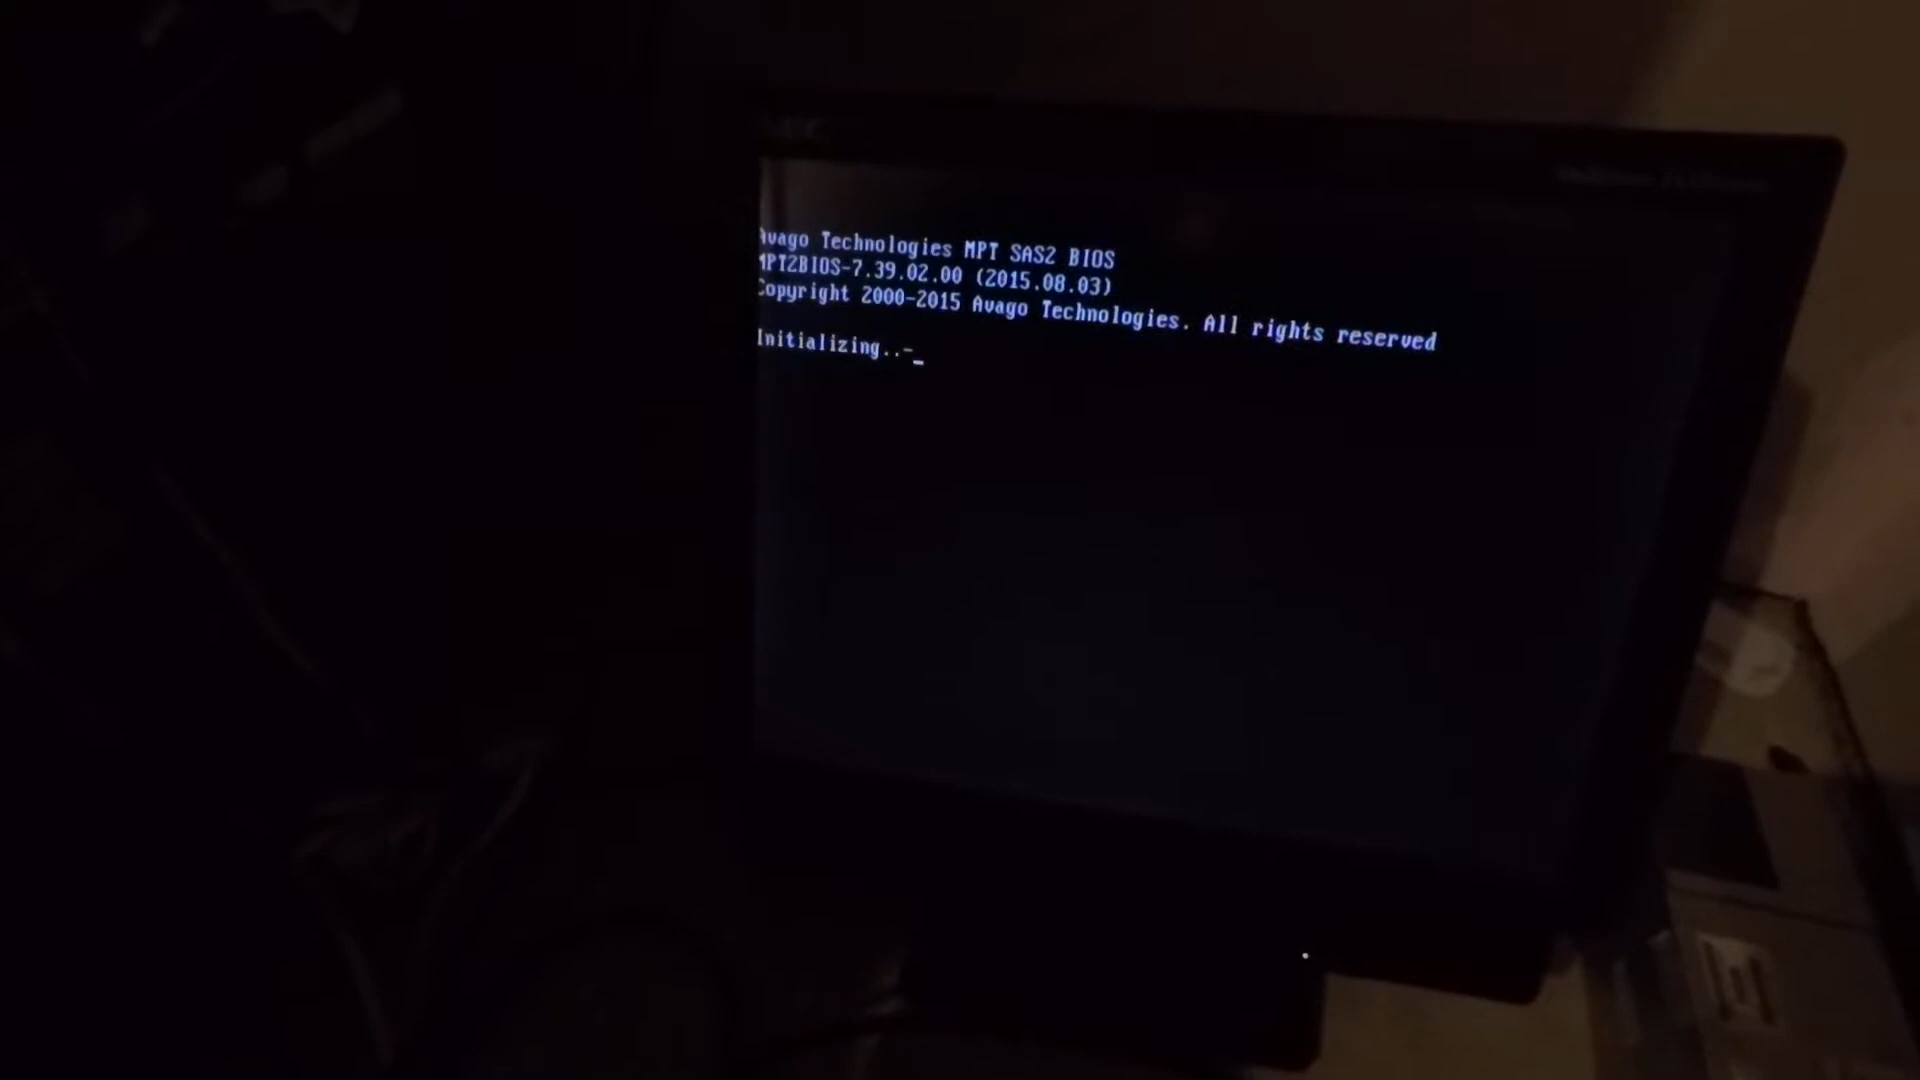 Avago Technologies MPT SAS2 BIOS
MPT2BIOS-7.39.02.00 (2015.08.03)
Copyright 2000-2015 Avago Technologies. All rights reserved
Initializing..-_